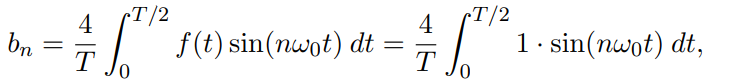 b_n = \frac{4}{T} \int_0^{T/2} f(t) \sin(n\omega_0 t) \, dt = \frac{4}{T} \int_0^{T/2} 1 \cdot \sin(n\omega_0 t) \, dt,